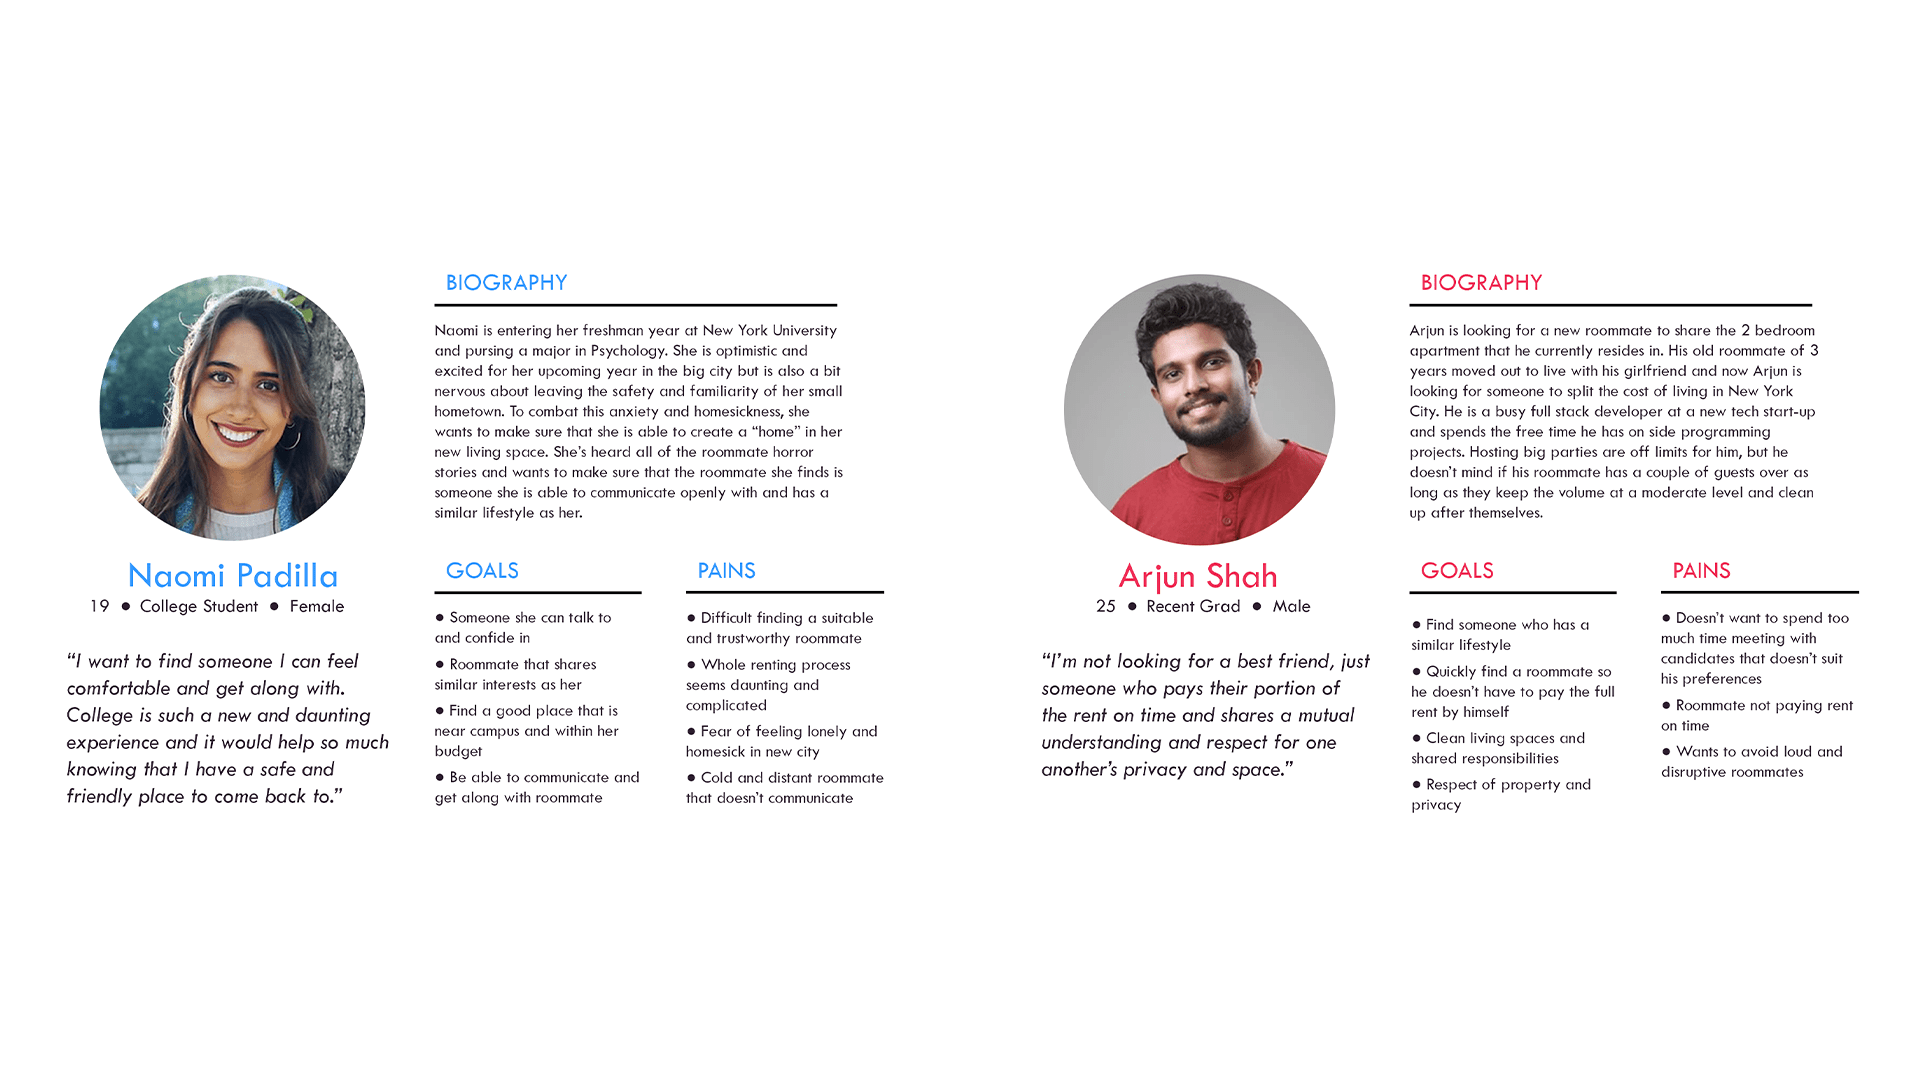 BIOGRAPHY
Naomi is entering her freshman year at New York University
and pursing a major in Psychology. She is optimistic and
excited for her upcoming year in the big city but is also a bit
nervous about leaving the safety and familiarity of her small
hometown. To combat this anxiety and homesickness, she
wants to make sure that she is able to create a “home” in her
new living space. She’s heard all of the roommate horror
stories and wants to make sure that the roommate she finds is
someone she is able to communicate openly with and has a
similar lifestyle as her.
Naomi Padilla
19 ● College Student ● Female
“I want to find someone I can feel
comfortable and get along with.
College is such a new and daunting
experience and it would help so much
knowing that I have a safe and
friendly place to come back to.”
GOALS
● Someone she can talk to
and confide in
● Roommate that shares
similar interests as her
● Find a good place that is
near campus and within her
budget
● Be able to communicate and
get along with roommate
PAINS
● Difficult finding a suitable
and trustworthy roommate
● Whole renting process
seems daunting and
complicated
● Fear of feeling lonely and
homesick in new city
● Cold and distant roommate
that doesn’t communicate
BIOGRAPHY
Arjun is looking for a new roommate to share the 2 bedroom
apartment that he currently resides in. His old roommate of 3
years moved out to live with his girlfriend and now Arjun is
looking for someone to split the cost of living in New York
City. He is a busy full stack developer at a new tech start-up
and spends the free time he has on side programming
projects. Hosting big parties are off limits for him, but he
doesn’t mind if his roommate has a couple of guests over as
long as they keep the volume at a moderate level and clean
up after themselves.
Arjun Shah
25 ● Recent Grad ● Male
“I’m not looking for a best friend, just
someone who pays their portion of
the rent on time and shares a mutual
understanding and respect for one
another’s privacy and space.”
GOALS
● Find someone who has a
similar lifestyle
● Quickly find a roommate so
he doesn’t have to pay the full
rent by himself
● Clean living spaces and
shared responsibilities
● Respect of property and
privacy
PAINS
● Doesn’t want to spend too
much time meeting with
candidates that doesn’t suit
his preferences
● Roommate not paying rent
on time
● Wants to avoid loud and
disruptive roommates